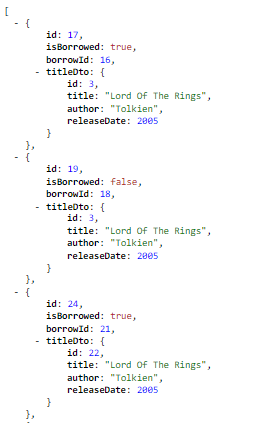 [
- {
id: 17,
isBorrowed: true,
borrowId: 16,
- titleDto: {
id: 3,
title: "Lord Of The Rings",
author: "Tolkien",
releaseDate: 2005
}
},
- {
id: 19,
isBorrowed: false,
borrowId: 18,
- titleDto: {
id: 3,
title: "Lord Of The Rings",
author: "Tolkien",
releaseDate: 2005
}
},
- {
id: 24,
isBorrowed: true,
borrowId: 21,
- titleDto: {
id: 22,
title: "Lord Of The Rings",
author: "Tolkien",
releaseDate: 2005
}
},